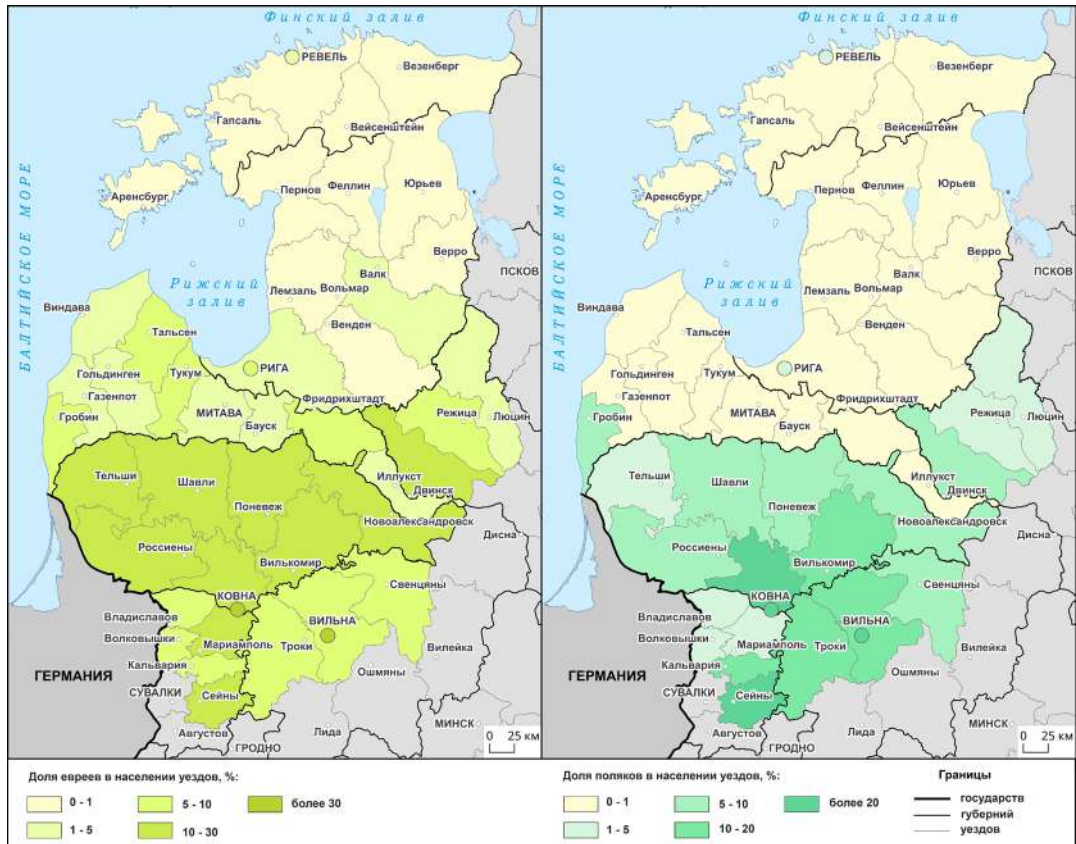 Финский залив
РЕВЕЛЬ
Везенберг
Гапсаль
Вейсенштейн
БАЛТИЙСКОЕ МОРЕ
Аренсбург
Пернов
Феллин
Юрьев
Верро
ПСКОВ
Рижский
залив
Валк
Лемзаль
Вольмар
Виндава
Венден
Тальсен
Гольдинген
Тукум
РИГА
Газенпот
Фридрихштадт
Гробин
МИТАВА
Режица
Люцин
Бауск
Тельши
Шавли
Иллукст
Двинск
Поневеж
Новоалександровск
Дисна
Россиены
Вилькомир
Свенцяны
КОВНА
Владиславов
ВИЛЬНА
Волковышки
Мариамполь
Троки
Вилейка
Кальвария
ГЕРМАНИЯ
Ошмяны
СУВАЛКИ
Сейны
Августов
Лида
МИНСК
ГРОДНО
0 25 км
Финский залив
РЕВЕЛЬ
Везенберг
Гапсаль
Вейсенштейн
БАЛТИЙСКОЕ МОРЕ
Аренсбург
Пернов
Феллин
Юрьев
Верро
ПСКОВ
Рижский
залив
Валк
Лемзаль
Вольмар
Виндава
Венден
Тальсен
Гольдинген
Тукум
РИГА
Газенпот
Фридрихштадт
Гробин
МИТАВА
Режица
Люцин
Бауск
Тельши
Шавли
Иллукст
Двинск
Поневеж
Новоалександровск
Дисна
Россиены
Вилькомир
Свенцяны
КОВНА
Владиславов
ВИЛЬНА
Волковышки
Мариамполь
Троки
Вилейка
Кальвария
ГЕРМАНИЯ
Ошмяны
СУВАЛКИ
Сейны
Августов
Лида
МИНСК
ГРОДНО
0 25 км
Доля евреев в населении уездов, %:
0 - 1
5 - 10
более 30
1 - 5
10 - 30
Доля поляков в населении уездов, %:
0 - 1
5 - 10
более 20
1 - 5
10 - 20
Границы
государств
губерний
уездов